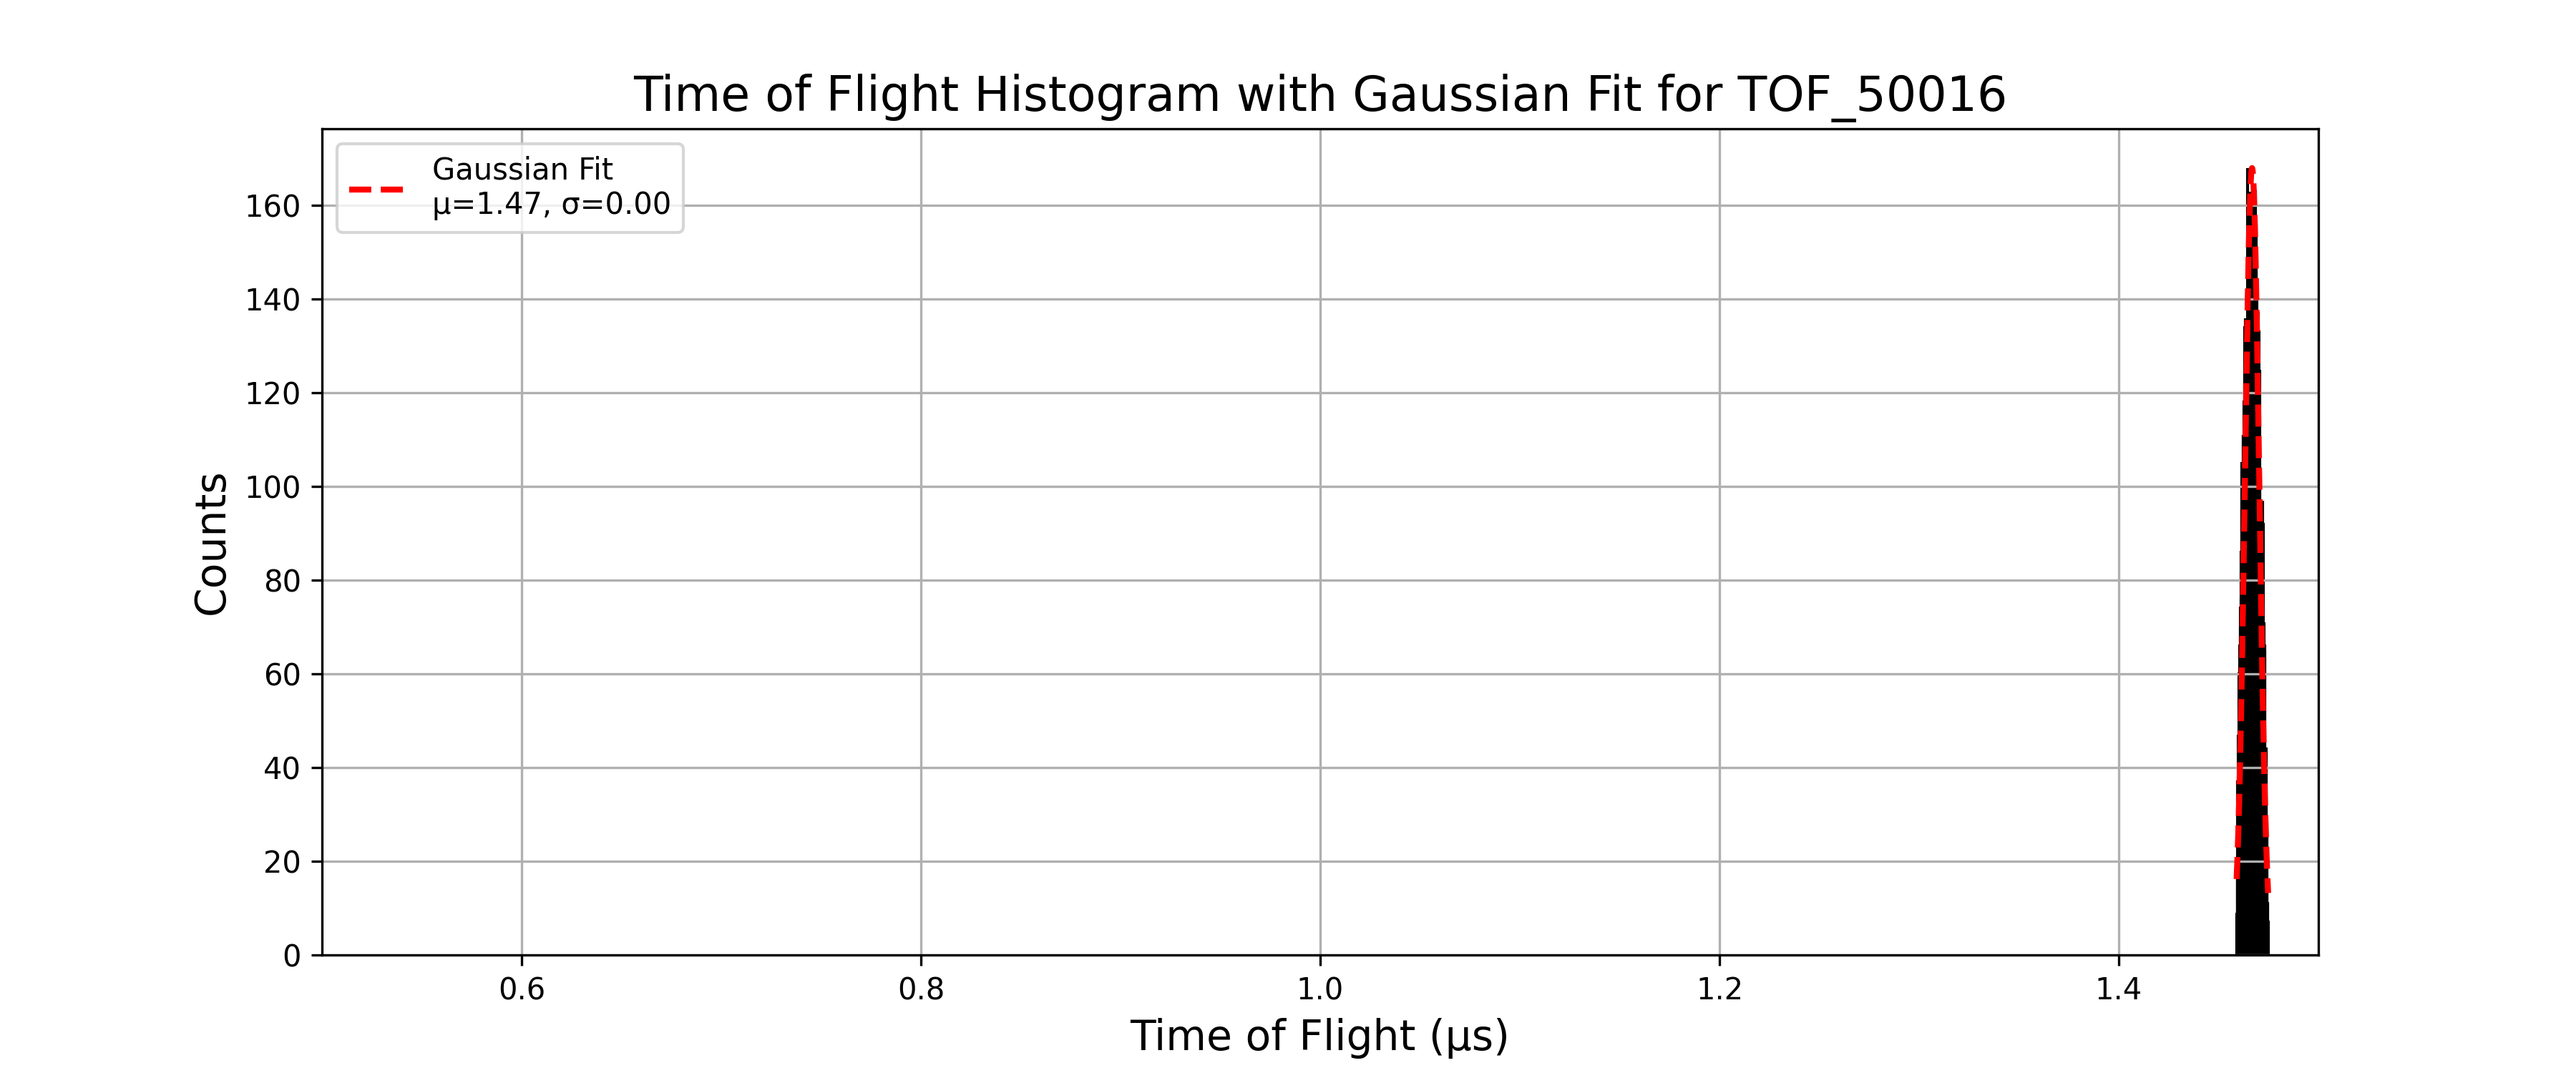 Time of Flight Histogram with Gaussian Fit for TOF_50016
Gaussian Fit
μ=1.47, σ=0.00
160
140
120
100
80
60
40
20
0
Counts
0.6 0.8 1.0 1.2 1.4
Time of Flight (μs)